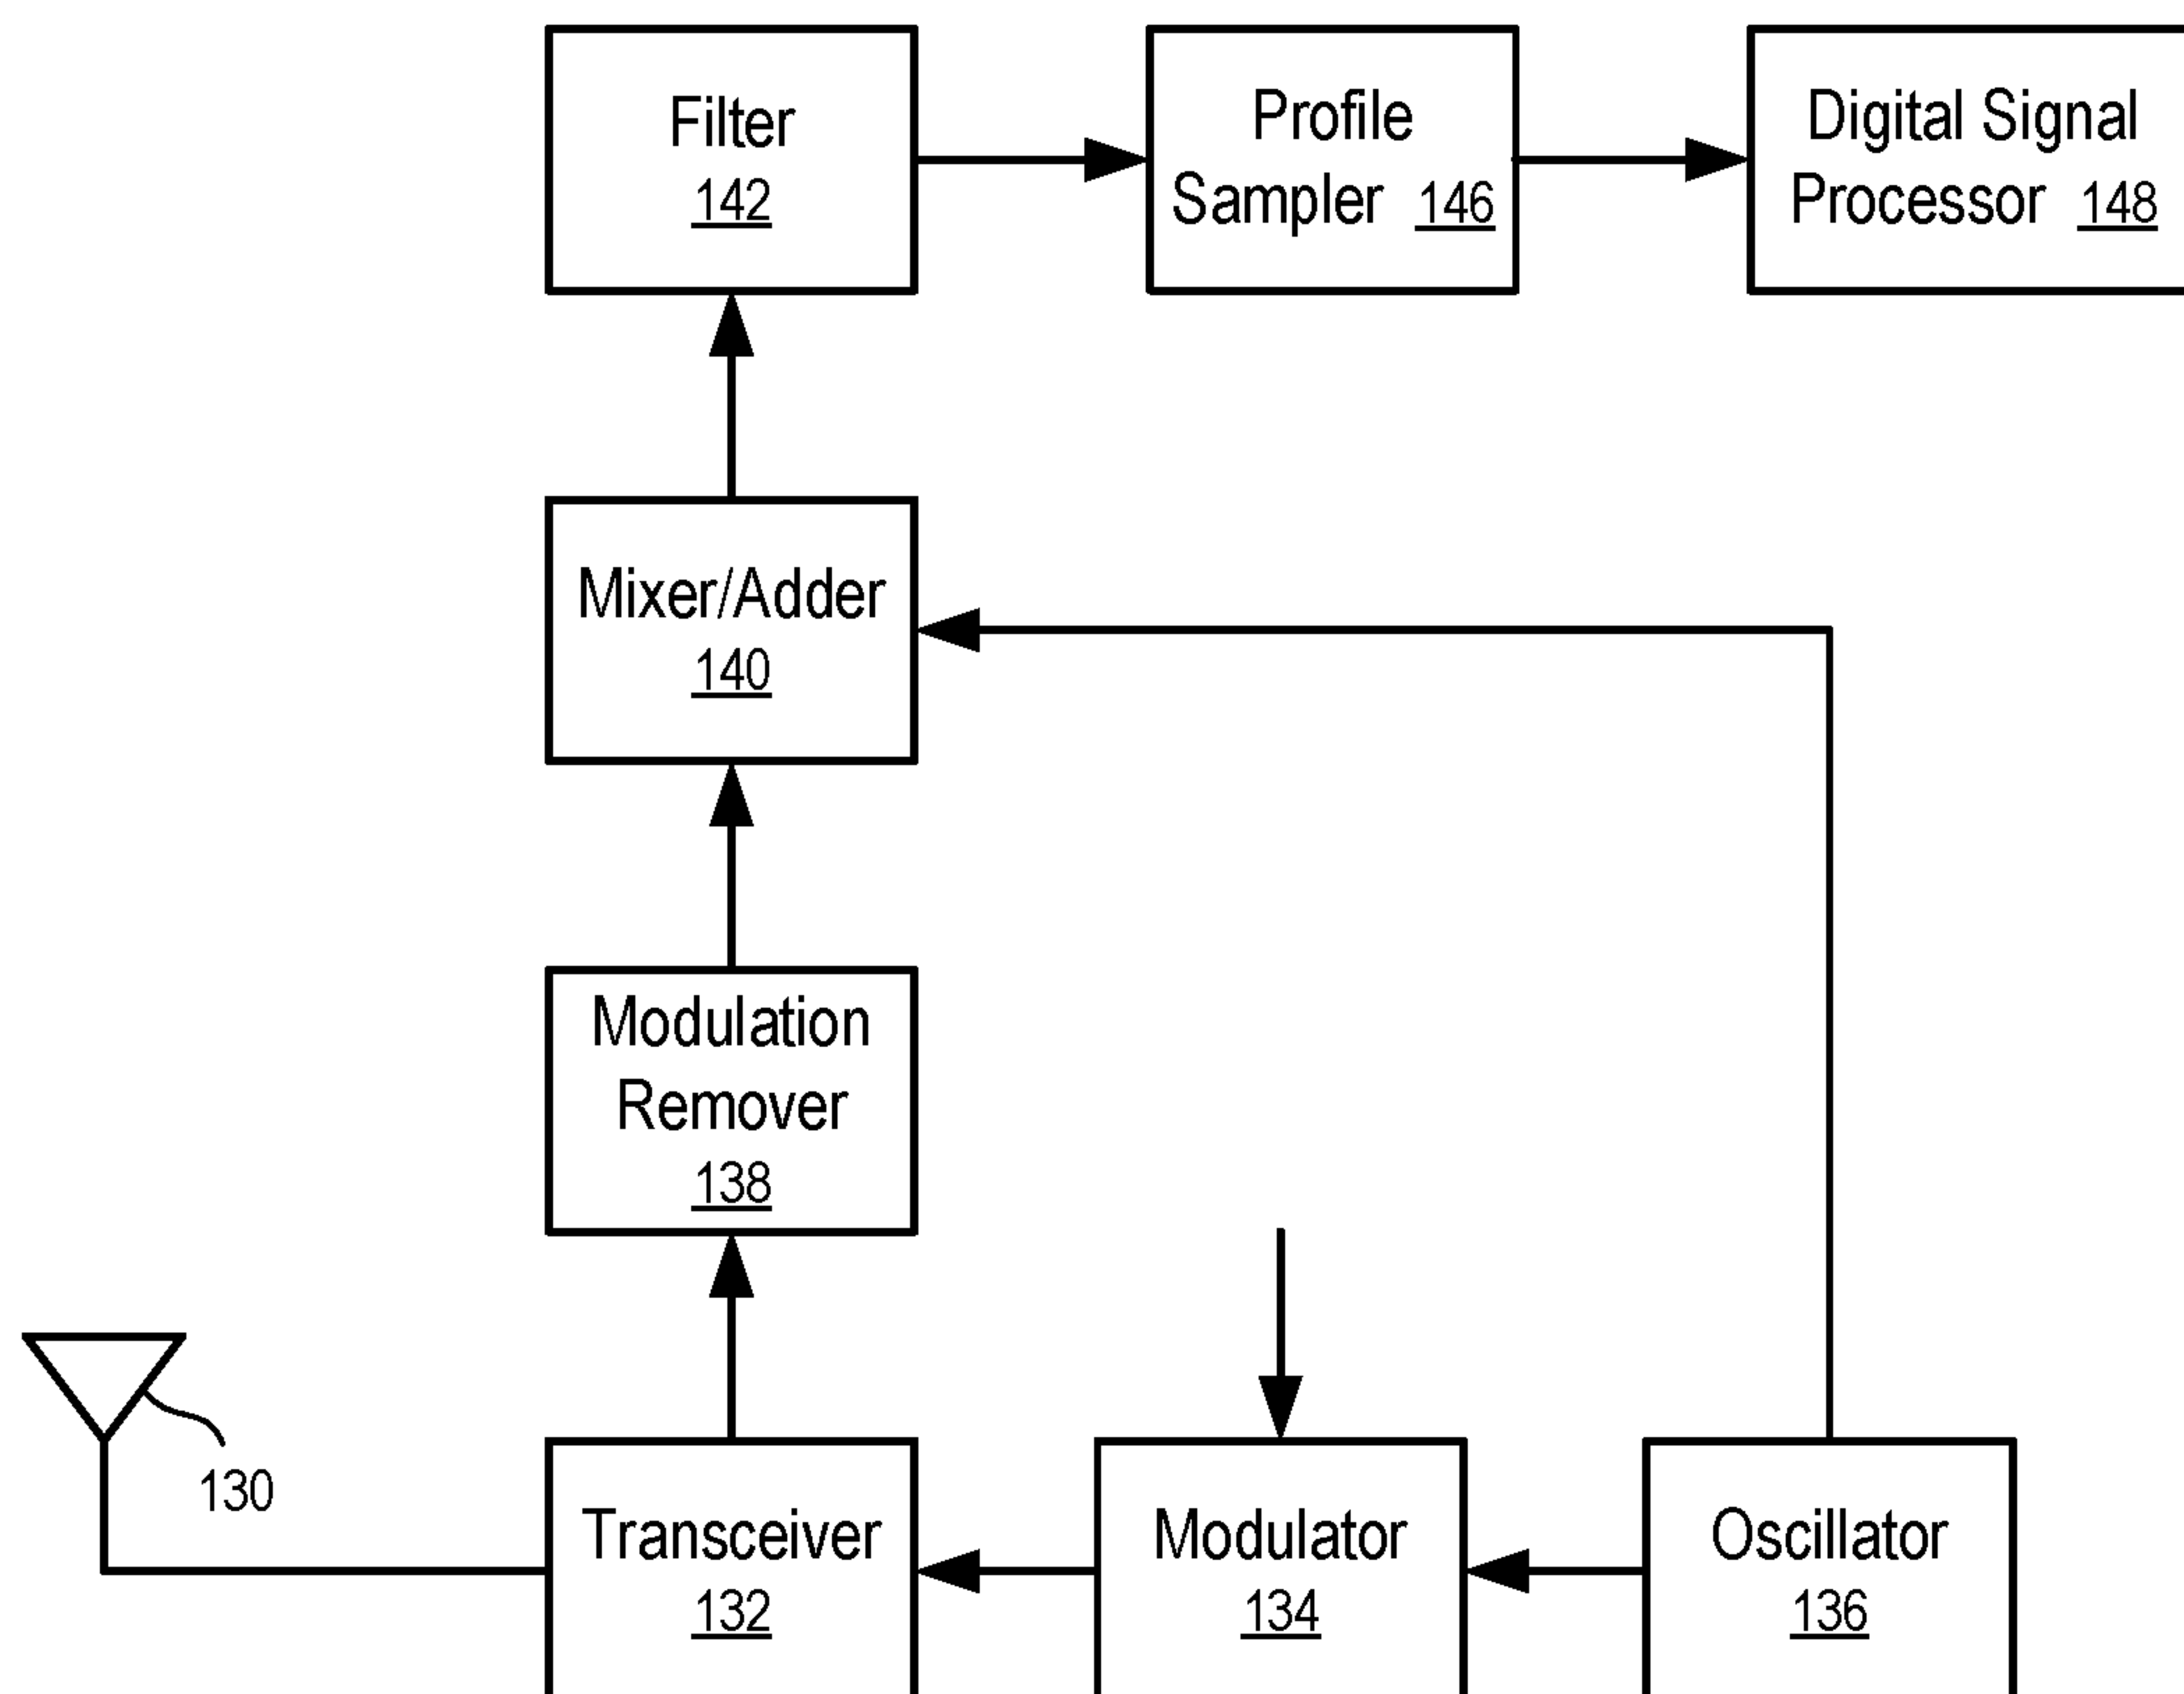 Filter
142
Profile
Sampler 146
Digital Signal
Processor 148
Mixer/Adder
140
Modulation
Remover
138
130
Transceiver
132
Modulator
134
Oscillator
136